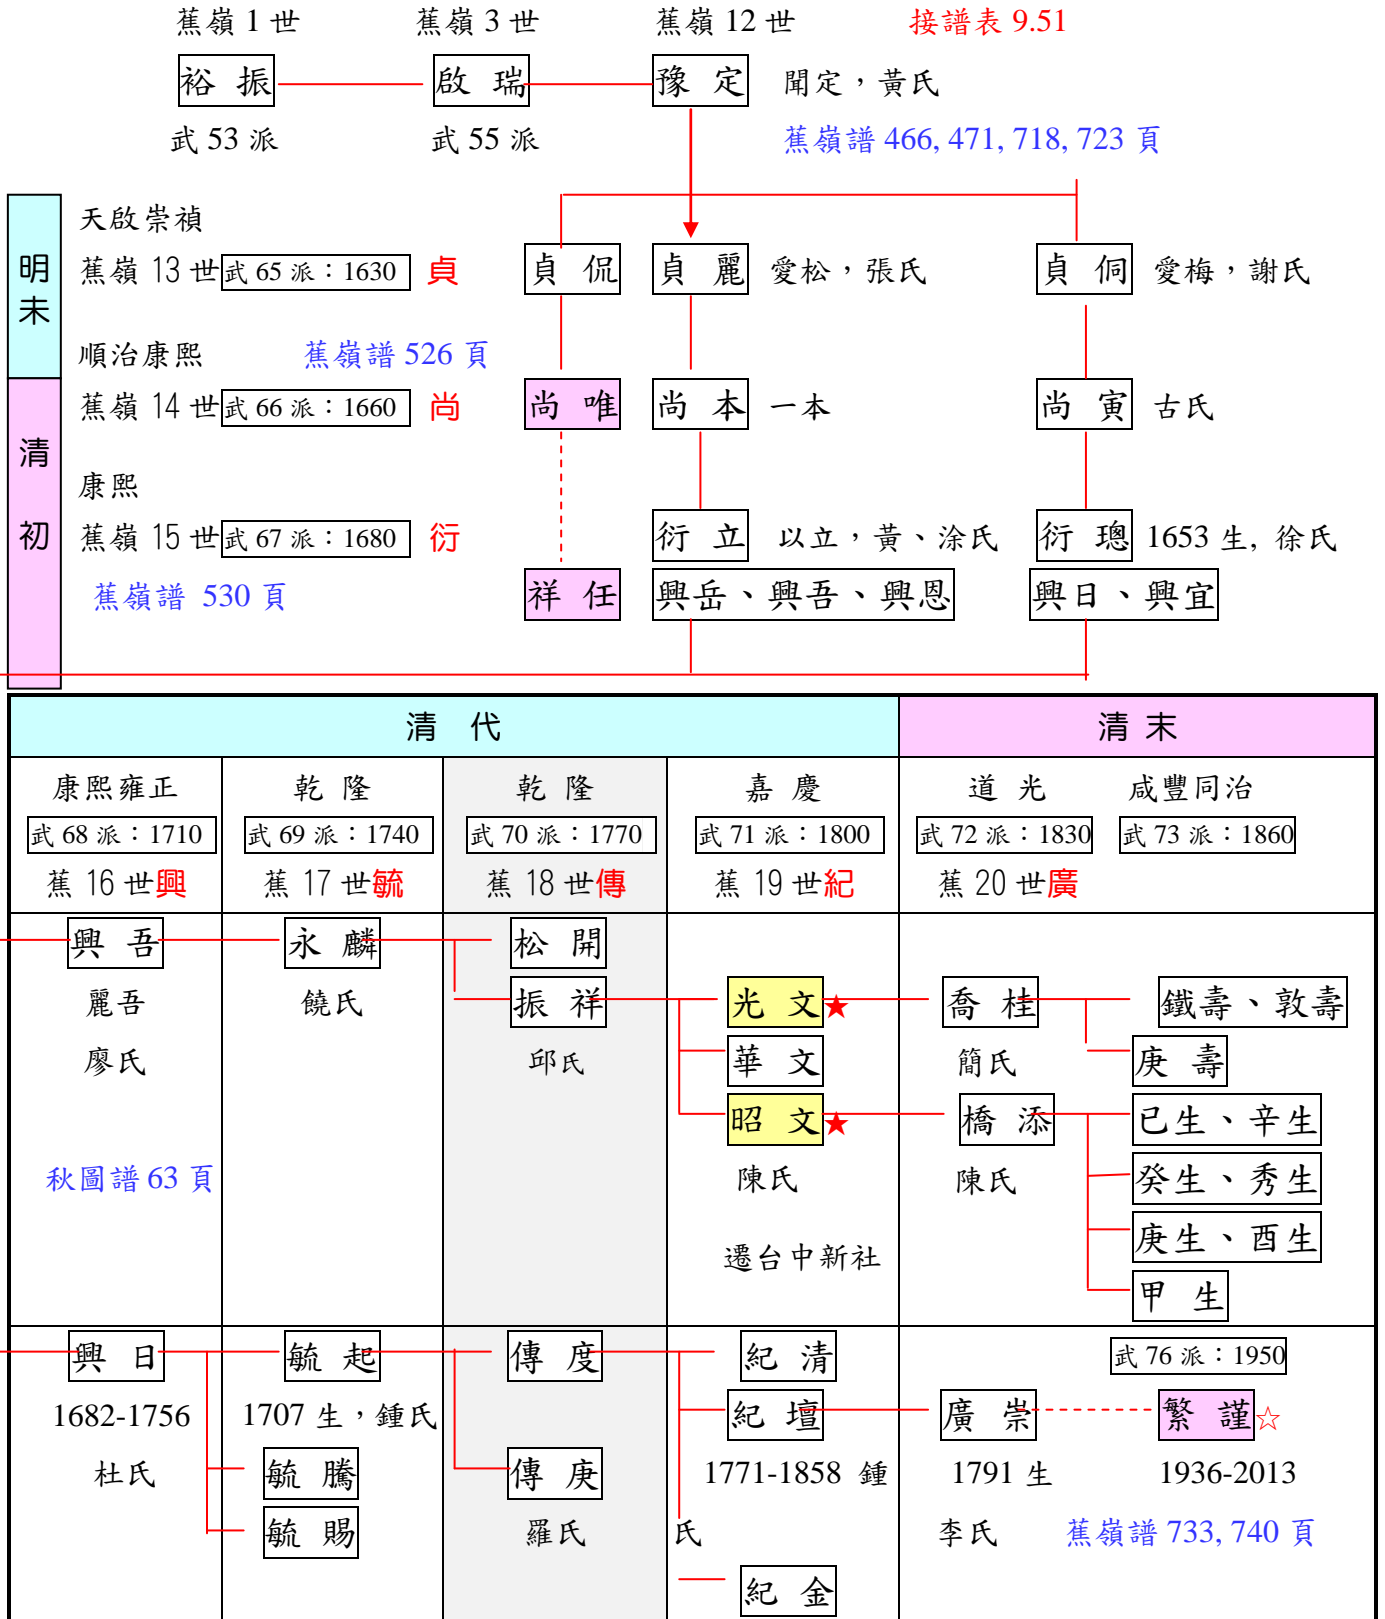 蕉嶺 1 世 蕉嶺 3 世 蕉嶺 12 世 接譜表 9.51
裕 振 啟 瑞 豫 定 聞定，黃氏
武 53 派 武 55 派 蕉嶺譜 466, 471, 718, 723 頁
天啟崇禎
明未 蕉嶺 13 世 武 65 派：1630 貞 貞 侃 貞 麗 愛松，張氏 貞 侗 愛梅，謝氏
順治康熙 蕉嶺譜 526 頁
蕉嶺 14 世 武 66 派：1660 尚 尚 唯 尚 本 一本 尚 寅 古氏
清初
康熙
蕉嶺 15 世 武 67 派：1680 衍 衍 立 以立，黃、涂氏 衍 璁 1653 生, 徐氏
蕉嶺譜 530 頁 祥 任 興岳、興吾、興恩 興日、興宜
清 代 清 末
康熙雍正 乾 隆 乾 隆 嘉 慶 道 光 咸豐同治
武 68 派：1710 武 69 派：1740 武 70 派：1770 武 71 派：1800 武 72 派：1830 武 73 派：1860
蕉 16 世興 蕉 17 世毓 蕉 18 世傳 蕉 19 世紀 蕉 20 世廣
興 吾 永 麟 松 開
麗吾 饒氏 振 祥 光 文★ 喬 桂 鐵壽、敦壽
廖氏 邱氏 華 文 簡氏 庚 壽
昭 文★ 橋 添 已生、辛生
秋圖譜 63 頁 陳氏 陳氏 癸生、秀生
遷台中新社 庚生、酉生
甲 生
興 日 毓 起 傳 度 紀 清 武 76 派：1950
1682-1756 1707 生，鍾氏 紀 壇 廣 崇 繁 謹☆
杜氏 毓 騰 傳 庚 1771-1858 鍾 1791 生 1936-2013
毓 賜 羅氏 氏 李氏 蕉嶺譜 733, 740 頁
紀 金